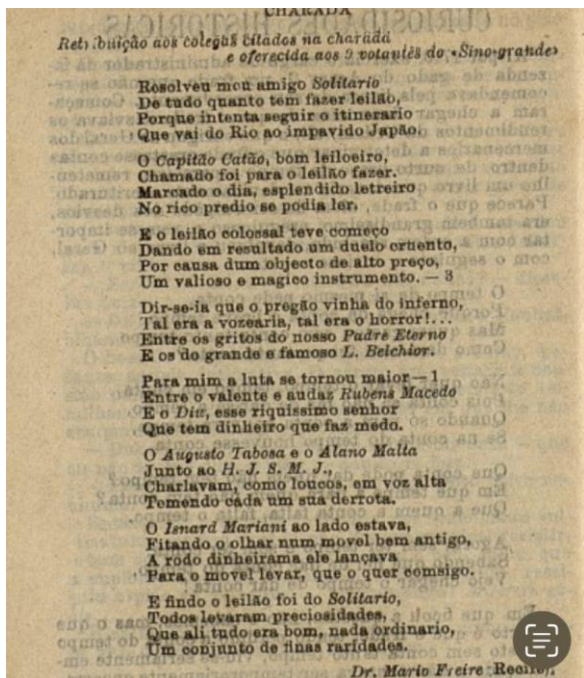 CHARADA
Retribuição aos colegas citados na charada
e oferecida aos 9 votantes do «Sino-grande»
Resolveu meu amigo Solitario
De tudo quanto tem fazer leilão,
Porque intenta seguir o itinerario
Que vai do Rio ao impavido Japão.
O Capitão Catão, bom leiloeiro,
Chamado foi para o leilão fazer.
Marcado o dia, esplendido letreiro
No rico predio se podia ler.
E o leilão colossal teve começo
Dando em resultado um duelo cruento,
Por causa dum objecto de alto preço,
Um valioso e magico instrumento. — 3
Dir-se-ia que o pregão vinha do inferno,
Tal era a vozearia, tal era o horror!...
Entre os gritos do nosso Padre Eterno
E os do grande e famoso L. Belchior.
Para mim a luta se tornou maior — 1
Entre o valente e audaz Rubens Macedo
E o Diz, esse riquissimo senhor
Que tem dinheiro que faz medo.
O Augusto Tabosa e o Alano Malta
Junto ao H. J. S. M. J.,
Charlavam, como loucos, em voz alta
Temendo cada um sua derrota.
O Isnard Mariani ao lado estava,
Fitando o olhar num movel bem antigo,
A rodo dinheirama ele lançava
Para o movel levar, que o quer comsigo.
E findo o leilão foi do Solitario,
Todos levaram preciosidades,
Que ali tudo era bom, nada ordinario,
Um conjunto de finas raridades.
Dr. Mario Freire